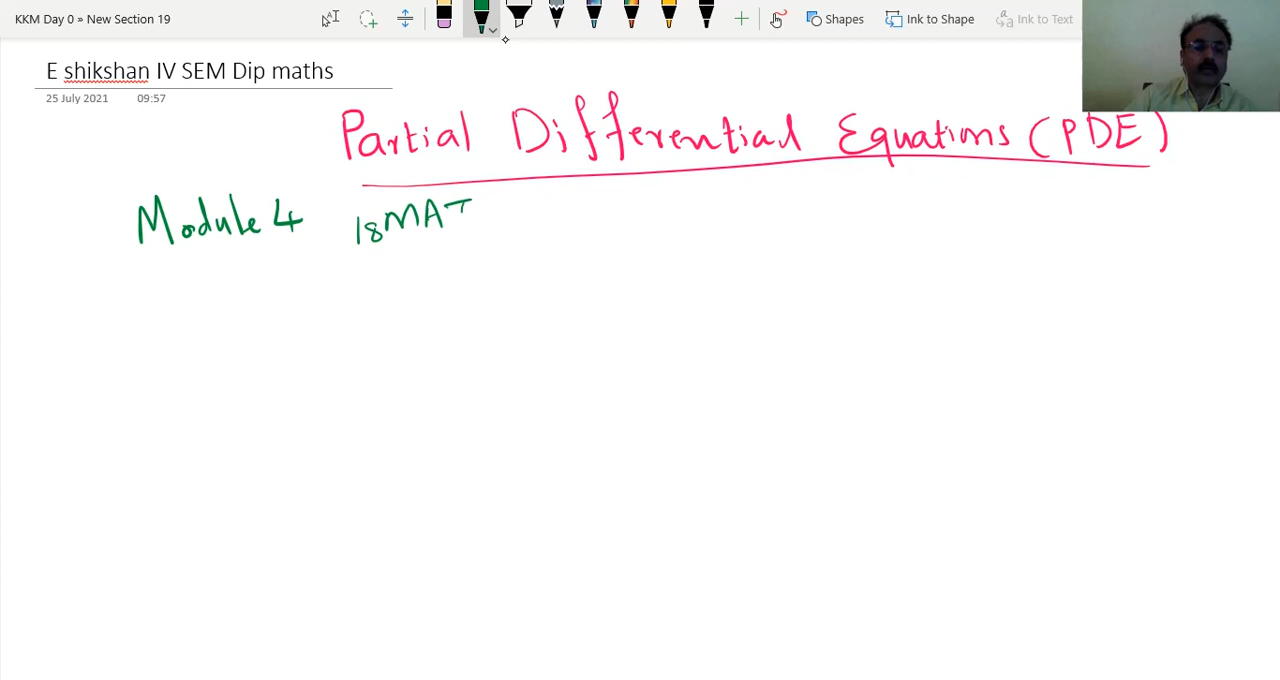 KKM Day 0 » New Section 19
Shapes
Ink to Shape
Ink to Text
E shikshan IV SEM Dip maths
25 July 2021 09:57
Partial Differential Equations (PDE)
Module 4 18MAT